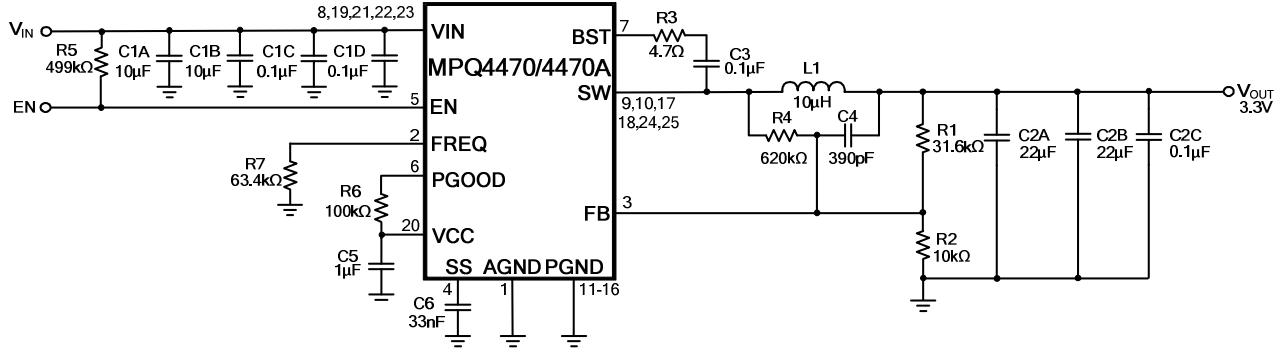 8,19,21,22,23
V_IN
VIN
R5
499kΩ
C1A
10µF
C1B
10µF
C1C
0.1µF
C1D
0.1µF
MPQ4470/4470A
BST
7
R3
4.7Ω
C3
0.1µF
L1
10µH
SW
9,10,17
18,24,25
EN
5
EN
2
FREQ
R7
63.4kΩ
6
PGOOD
R6
100kΩ
20
VCC
C5
1µF
R4
620kΩ
C4
390pF
R1
31.6kΩ
C2A
22µF
C2B
22µF
C2C
0.1µF
V_OUT
3.3V
FB
3
R2
10kΩ
SS
AGND
PGND
4
1
11-16
C6
33nF